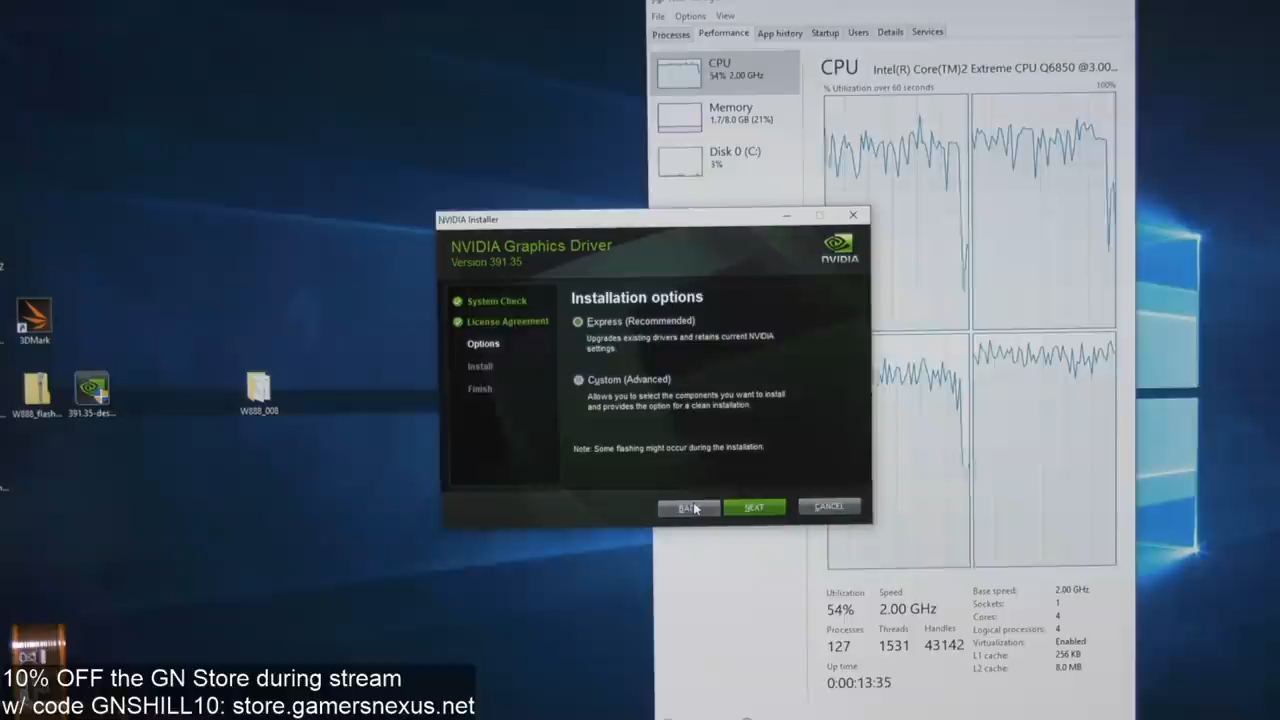 File Options View
Processes Performance App history Startup Users Details Services
CPU
54% 2.00 GHz
Memory
1.7/8.0 GB (21%)
Disk 0 (C:)
3%
CPU Intel(R) Core(TM)2 Extreme CPU Q6850 @3.00...
% Utilization over 60 seconds 100%
NVIDIA Installer
NVIDIA Graphics Driver
Version 391.35
NVIDIA
System Check
License Agreement
Options
Install
Finish
Installation options
Express (Recommended)
Upgrades existing drivers and retains current NVIDIA
settings.
Custom (Advanced)
Allows you to select the components you want to install
and provides the option for a clean installation.
Note: Some flashing might occur during the installation.
NEXT CANCEL
3DMark
W888_flash...
391.35-des...
W888_008
Utilization Speed
54% 2.00 GHz
Processes Threads Handles
127 1531 43142
Up time
0:00:13:35
Base speed: 2.00 GHz
Sockets: 1
Cores: 4
Logical processors: 4
Virtualization: Enabled
L1 cache: 256 KB
L2 cache: 8.0 MB
10% OFF the GN Store during stream
w/ code GNSHILL10: store.gamersnexus.net